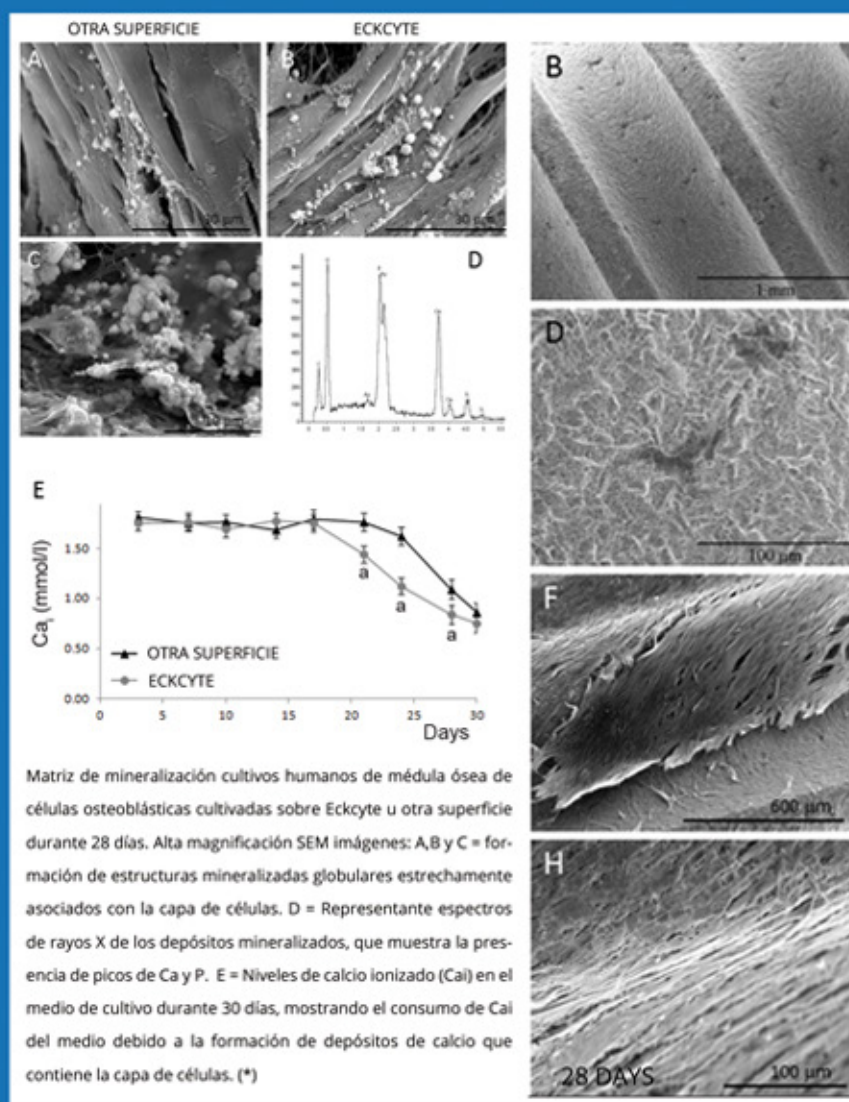 OTRA SUPERFICIE
ECKCYTE
A
B
C
D
1 mm
E
1.50
1.00
0.50
0.00
Ca i (mmol/l)
a
a
a
OTRA SUPERFICIE
ECKCYTE
0 5 10 15 20 25 30
Days
Matriz de mineralización cultivos humanos de médula ósea de
células osteoblásticas cultivadas sobre Eckcyte u otra superficie
durante 28 días. Alta magnificación SEM imágenes: A,B y C = for-
mación de estructuras mineralizadas globulares estrechamente
asociados con la capa de células. D = Representante espectros
de rayos X de los depósitos mineralizados, que muestra la pres-
encia de picos de Ca y P. E = Niveles de calcio ionizado (Cai) en el
medio de cultivo durante 30 días, mostrando el consumo de Cai
del medio debido a la formación de depósitos de calcio que
contiene la capa de células. (*)
B
D
100 µm
F
600 µm
H
28 DAYS
100 µm